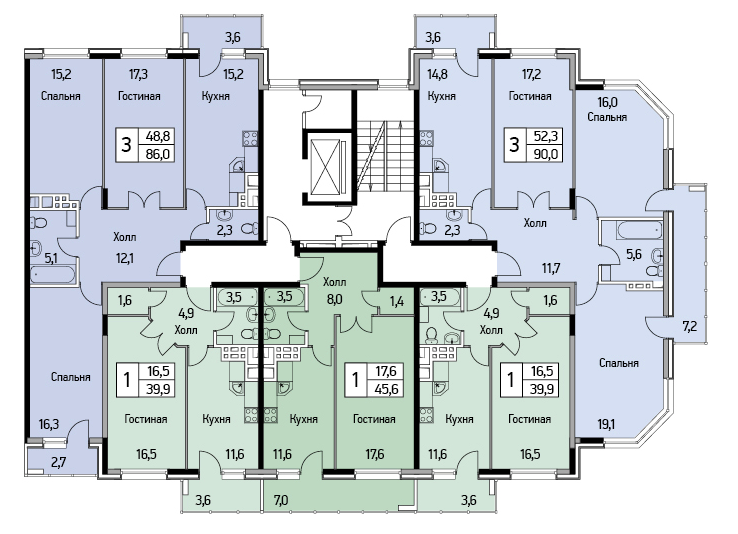 3,6
3,6
15,2
Спальня
17,3
Гостиная
15,2
Кухня
3
48,8
86,0
14,8
Кухня
17,2
Гостиная
16,0
Спальня
3
52,3
90,0
2,3
Холл
12,1
5,1
2,3
Холл
11,7
5,6
7,2
1,6
4,9
Холл
3,5
3,5
Холл
8,0
1,4
3,5
4,9
Холл
1,6
Спальня
16,3
2,7
1
16,5
39,9
Гостиная
16,5
Кухня
11,6
3,6
Кухня
11,6
7,0
1
17,6
45,6
Гостиная
17,6
Кухня
11,6
3,6
1
16,5
39,9
Гостиная
16,5
Спальня
19,1